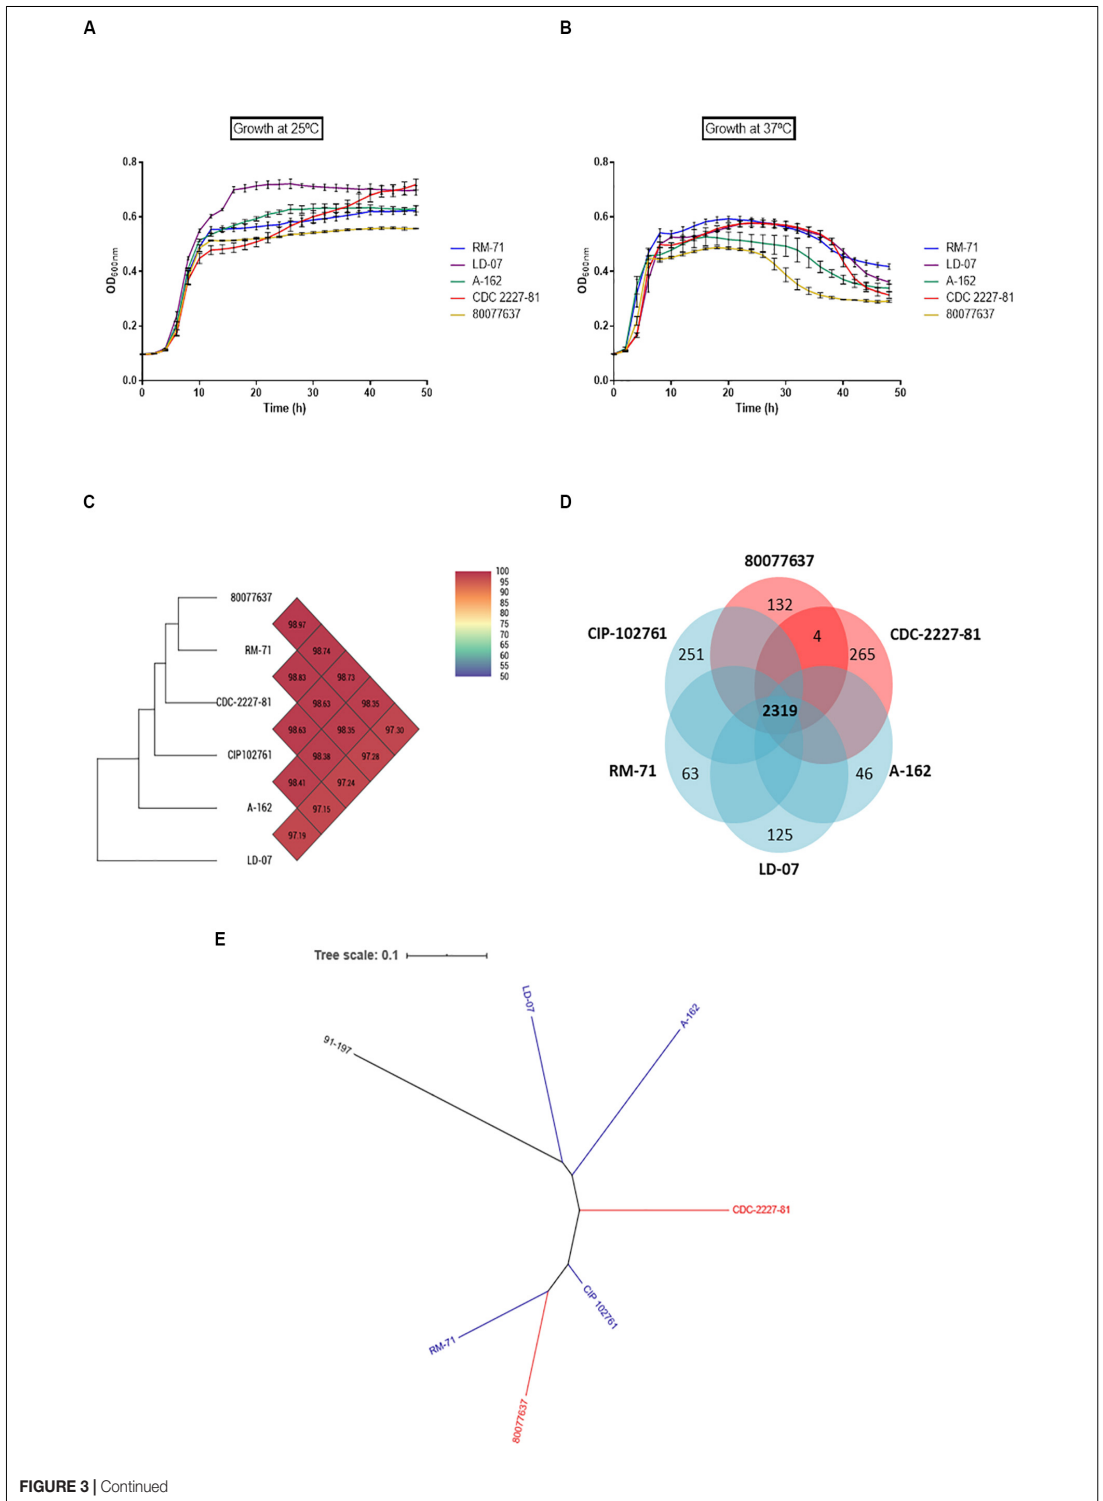 A
B
Growth at 25ºC
Growth at 37ºC
0.8
0.6
0.4
0.2
0.0
OD600nm
0
10
20
30
40
50
Time (h)
RM-71
LD-07
A-162
CDC 2227-81
80077637
0.8
0.6
0.4
0.2
0.0
OD600nm
0
10
20
30
40
50
Time (h)
RM-71
LD-07
A-162
CDC 2227-81
80077637
C
D
80077637
RM-71
CDC-2227-81
CIP102761
A-162
LD-07
98.97
98.74
98.83
98.73
98.63
98.35
98.63
98.35
97.30
98.38
97.28
98.41
97.24
97.15
97.19
100
95
90
85
80
75
70
65
60
55
50
80077637
132
CIP-102761
4
CDC-2227-81
251
265
2319
RM-71
63
46
A-162
125
LD-07
E
Tree scale: 0.1
LD-07
A-162
91-197
CDC-2227-81
CIP 102761
RM-71
80077637
FIGURE 3 | Continued